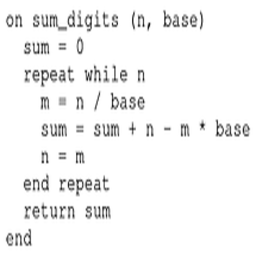 on sum_digits (n, base)
  sum = 0
  repeat while n
    m = n / base
    sum = sum + n - m * base
    n = m
  end repeat
  return sum
end